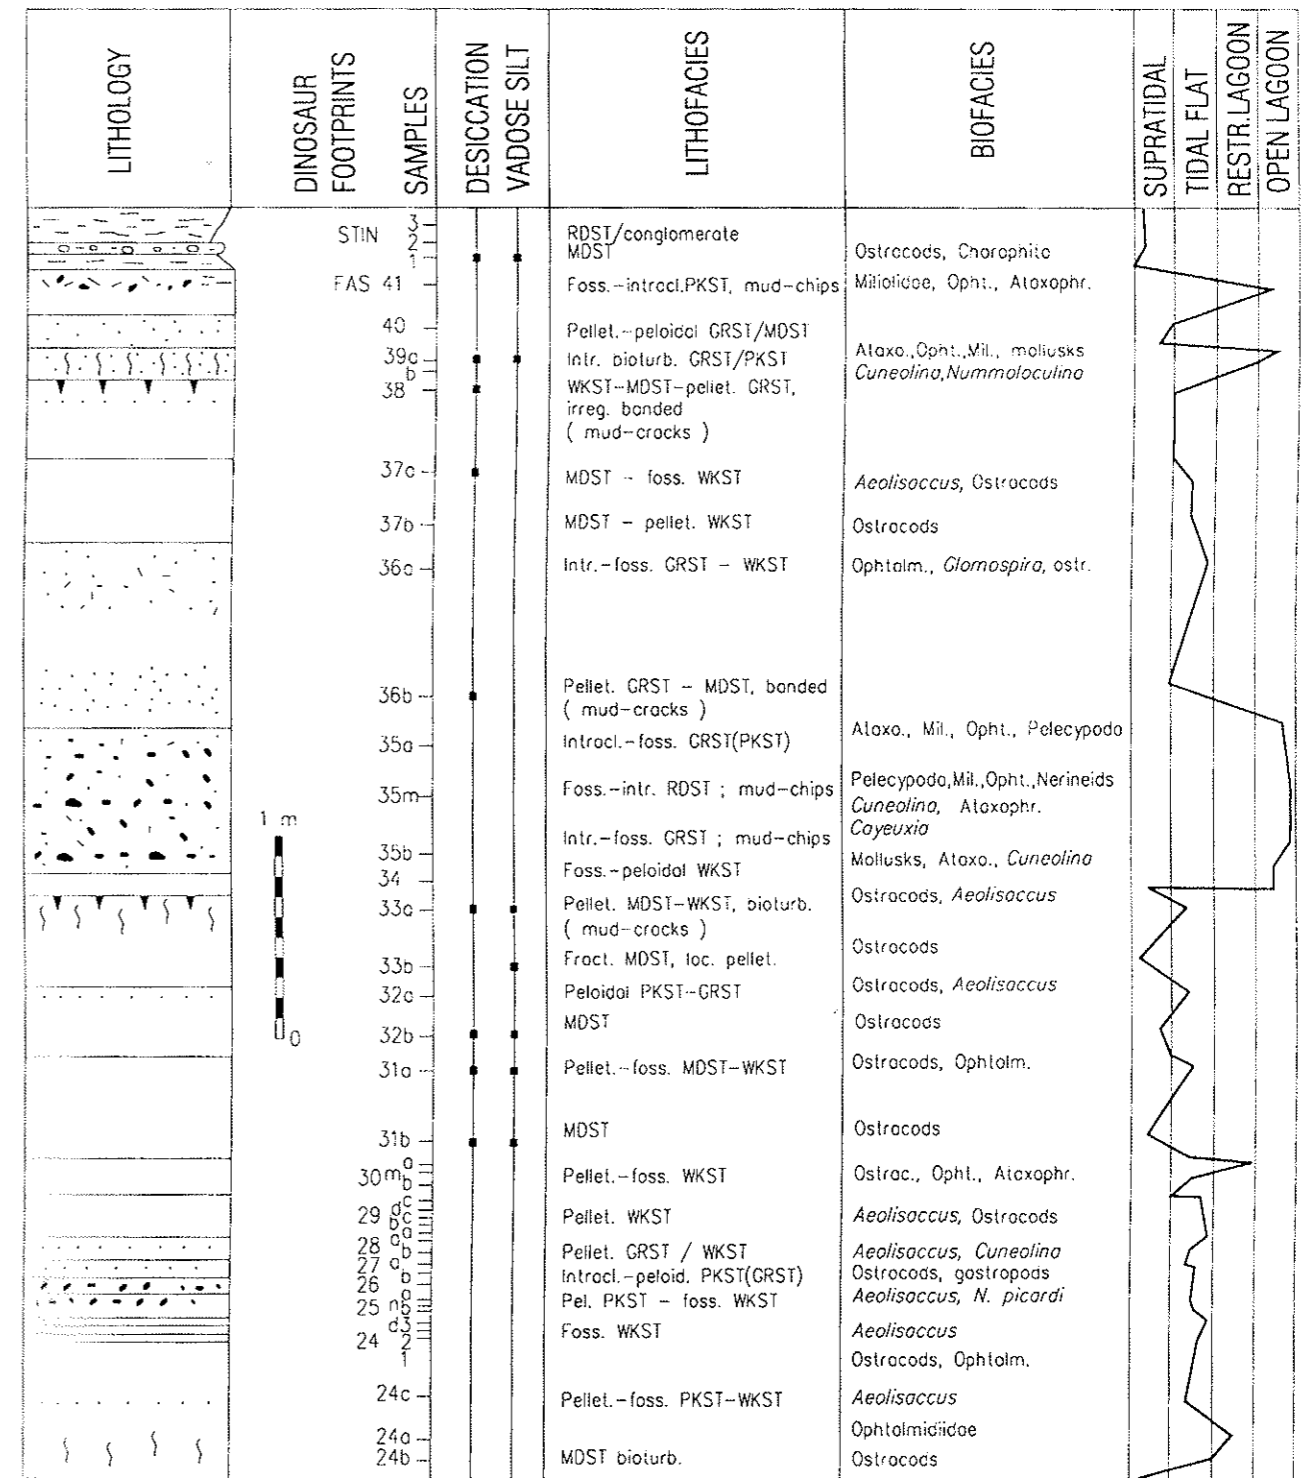 LITHOLOGY
DINOSAUR FOOTPRINTS
SAMPLES
DESICCATION
VADOSE SILT
LITHOFACIES
BIOFACIES
SUPRATIDAL
TIDAL FLAT
RESTR.LAGOON
OPEN LAGOON
STIN 3
2
1
RDST/conglomerate
MDST
Ostracods, Charophita
FAS 41 Foss.-intracl.PKST, mud-chips Miliolidae, Opht., Ataxophr.
40 Pellet.-peloidal GRST/MDST
39a Intr. bioturb. GRST/PKST Ataxo.,Opht.,Mil., mollusks
b Cuneolina,Nummoloculina
38 WKST-MDST-pellet. GRST,
irreg. banded
( mud-cracks )
37c MDST - foss. WKST Aeolisaccus, Ostracods
37b MDST - pellet. WKST Ostracods
36a Intr.-foss. GRST - WKST Ophtalm., Glomospira, ostr.
36b Pellet. GRST - MDST, banded
( mud-cracks )
35a Intracl.-foss. GRST(PKST) Ataxo., Mil., Opht., Pelecypoda
35m Foss.-intr. RDST ; mud-chips Pelecypoda,Mil.,Opht.,Nerineids
Cuneolina, Ataxophr.
Cayeuxia
1 m
35b Intr.-foss. GRST ; mud-chips
34 Foss.-peloidal WKST Mollusks, Ataxo., Cuneolina
33a Pellet. MDST-WKST, bioturb. Ostracods, Aeolisaccus
( mud-cracks )
33b Fract. MDST, loc. pellet. Ostracods
32a Peloidal PKST-GRST Ostracods, Aeolisaccus
0
32b MDST Ostracods
31a Pellet.-foss. MDST-WKST Ostracods, Ophtalm.
31b MDST Ostracods
a
30 m Pellet.-foss. WKST Ostrac., Opht., Ataxophr.
b
d c
29 b c Pellet. WKST Aeolisaccus, Ostracods
a
28 a b Pellet. GRST / WKST Aeolisaccus, Cuneolina
27 a
26 b Intracl.-peloid. PKST(GRST) Ostracods, gastropods
a
25 n b Pel. PKST - foss. WKST Aeolisaccus, N. picardi
d3
24 2 Foss. WKST Aeolisaccus
1 Ostracods, Ophtalm.
24c Pellet.-foss. PKST-WKST Aeolisaccus
24a Ophtalmidiidae
24b MDST bioturb. Ostracods